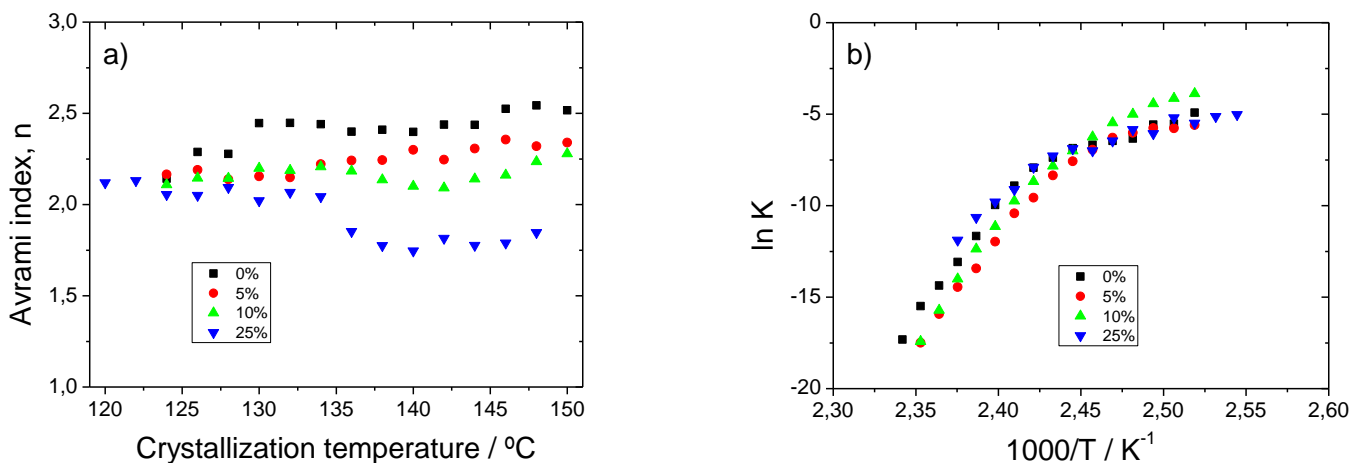 a)
3,0
2,5
2,0
1,5
1,0
Avrami index, n
0%
5%
10%
25%
120 125 130 135 140 145 150
Crystallization temperature / ºC
b)
0
-5
-10
-15
-20
ln K
0%
5%
10%
25%
2,30 2,35 2,40 2,45 2,50 2,55 2,60
1000/T / K⁻¹